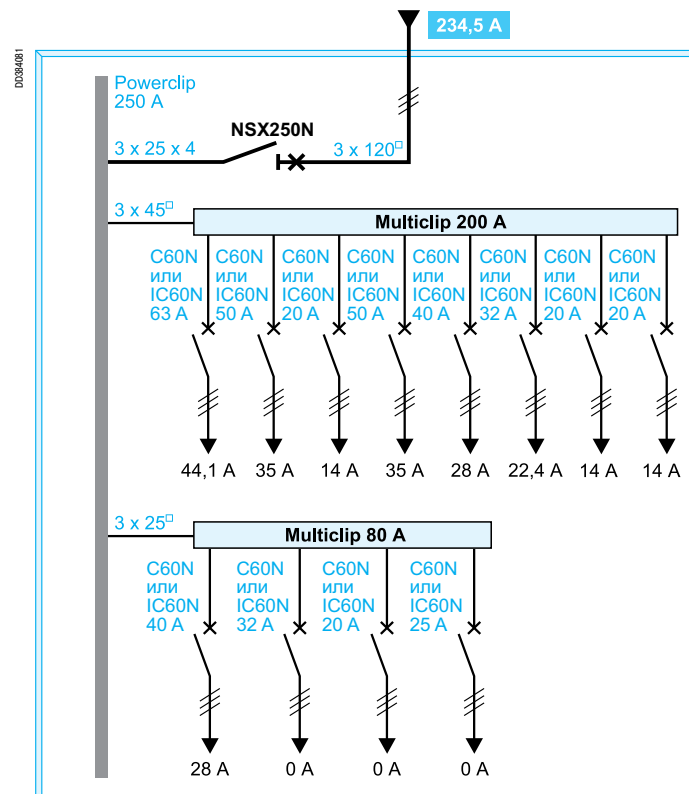 234,5 A
DD384081
Powerclip
250 A
NSX250N
3 x 25 x 4
3 x 120□
3 x 45□
Multiclip 200 A
C60N
или
IC60N
63 A
C60N
или
IC60N
50 A
C60N
или
IC60N
20 A
C60N
или
IC60N
50 A
C60N
или
IC60N
40 A
C60N
или
IC60N
32 A
C60N
или
IC60N
20 A
C60N
или
IC60N
20 A
44,1 A
35 A
14 A
35 A
28 A
22,4 A
14 A
14 A
3 x 25□
Multiclip 80 A
C60N
или
IC60N
40 A
C60N
или
IC60N
32 A
C60N
или
IC60N
20 A
C60N
или
IC60N
25 A
28 A
0 A
0 A
0 A